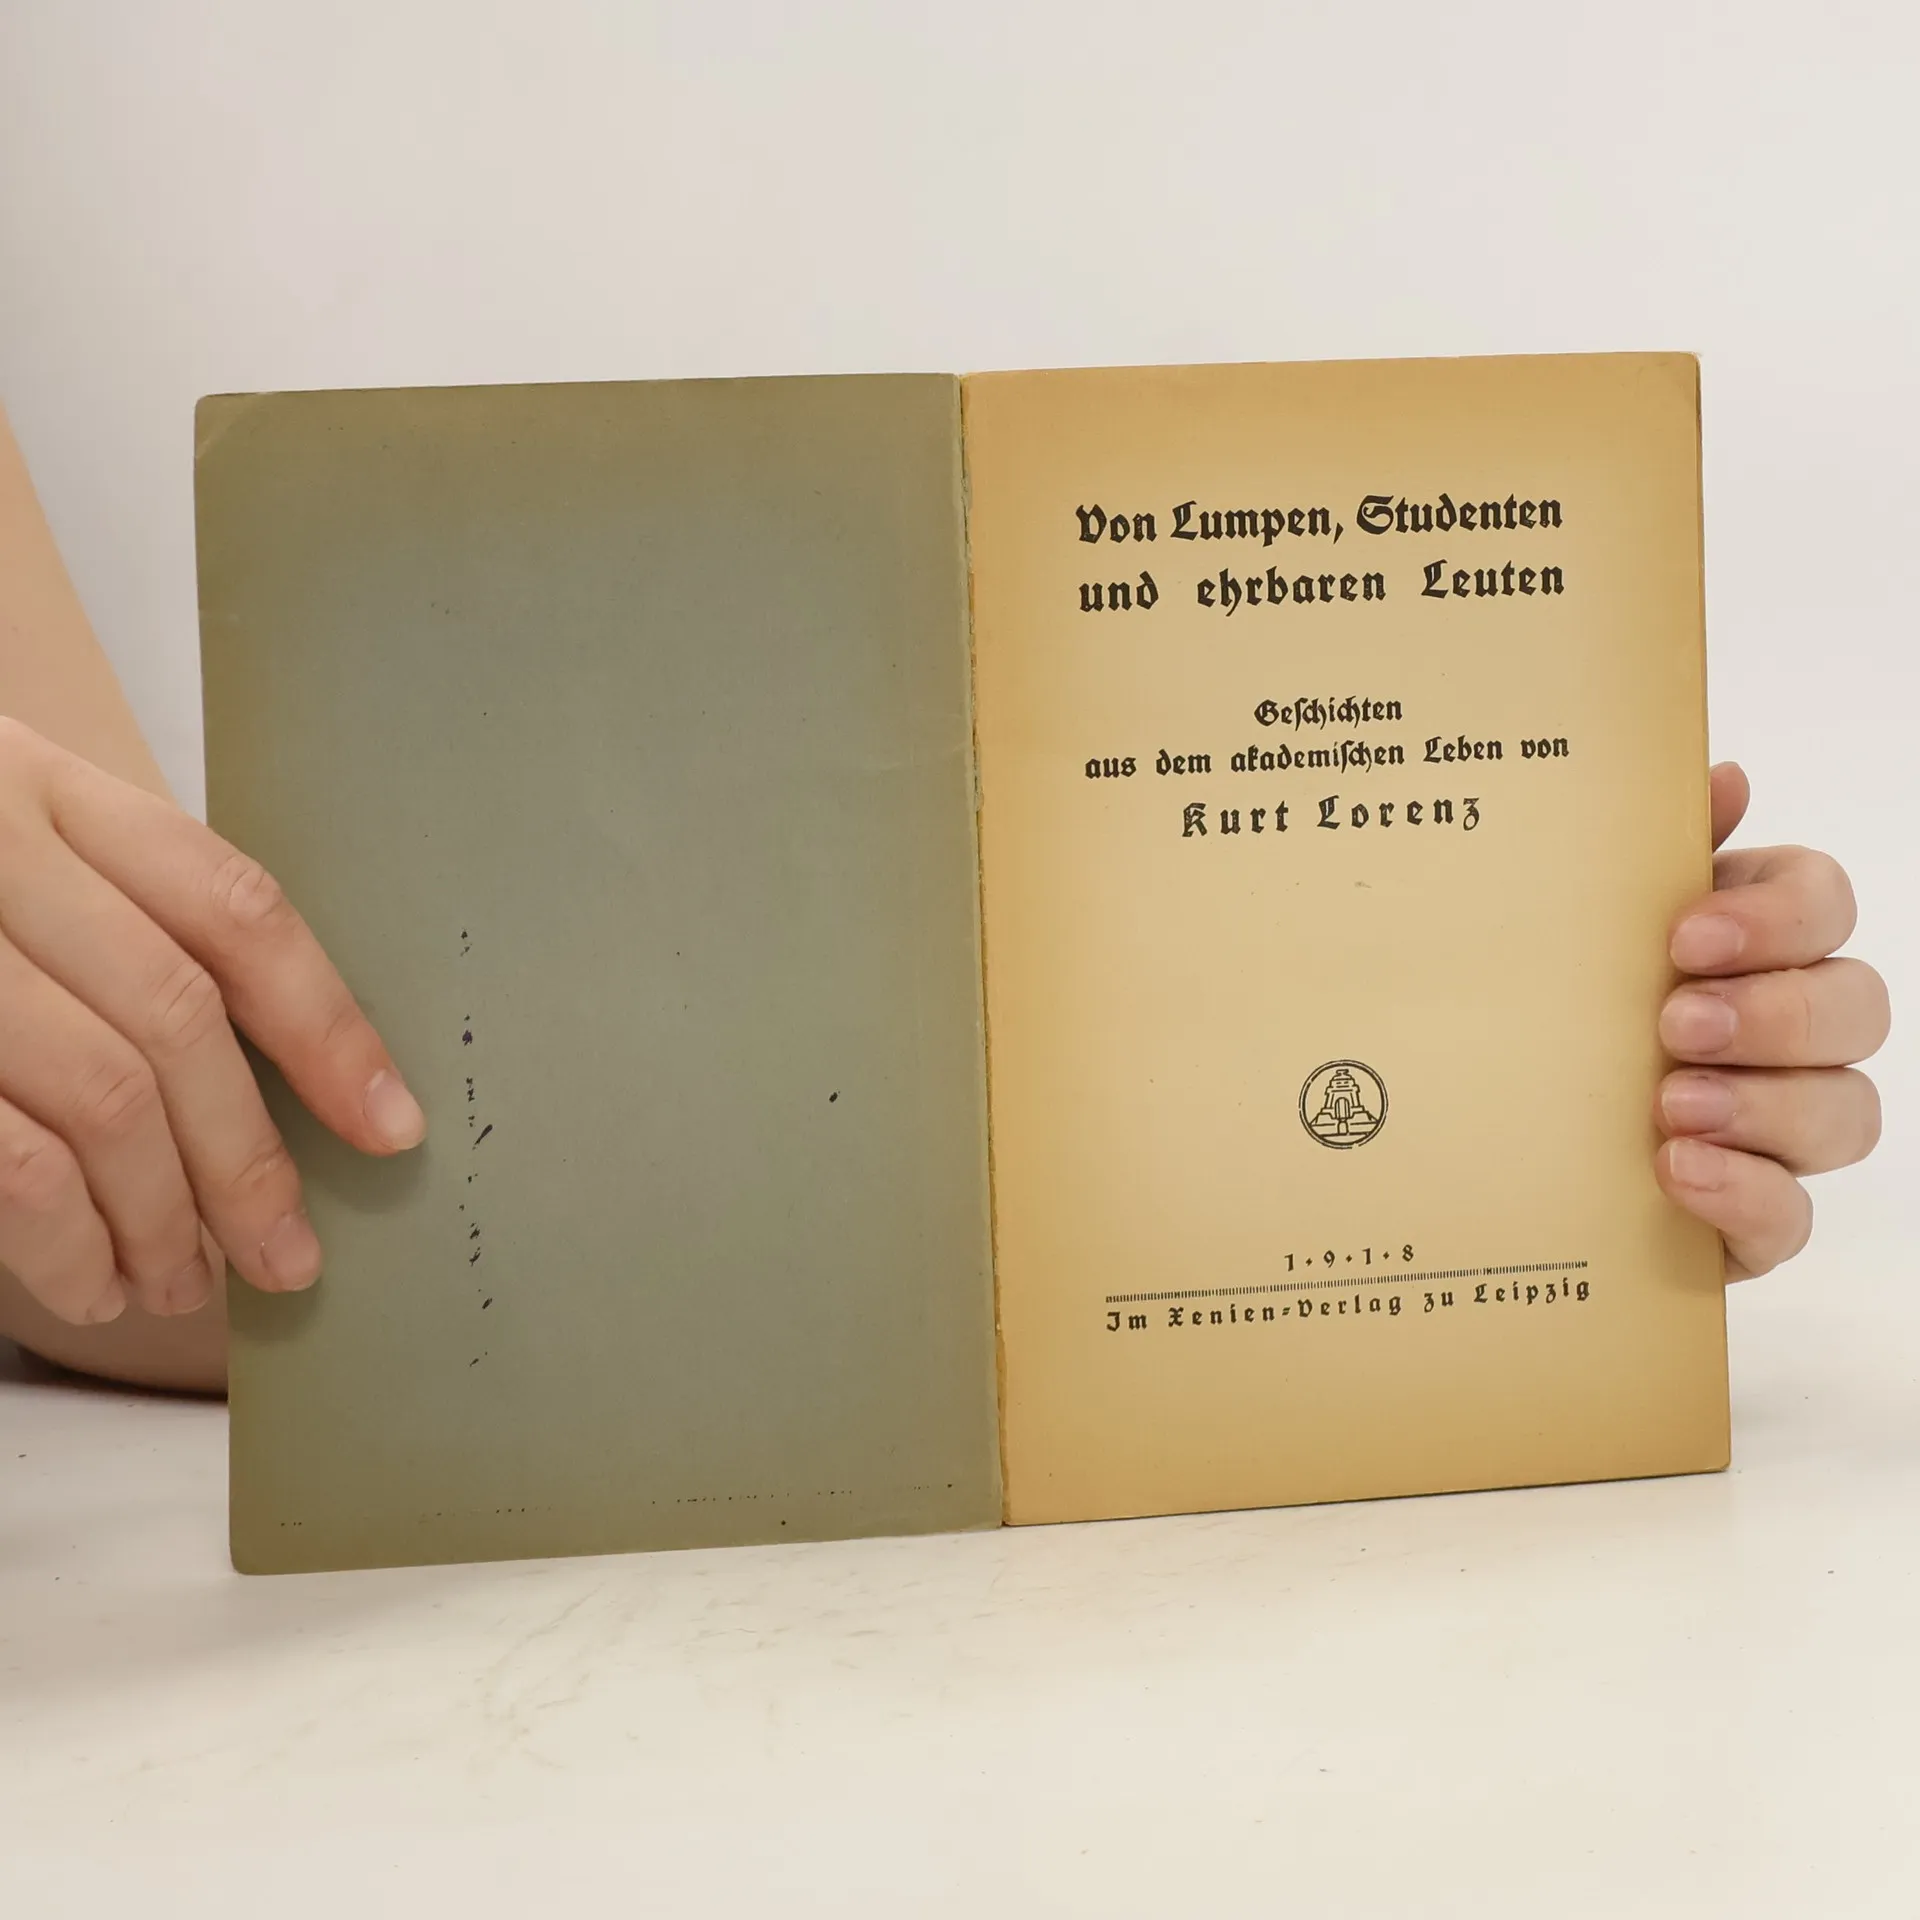 Von Lumpen, Studenten
und ehrbaren Leuten
Geschichten
aus dem akademischen Leben von
Kurt Lorenz
1·9·1·8
Im Xenien-Verlag zu Leipzig